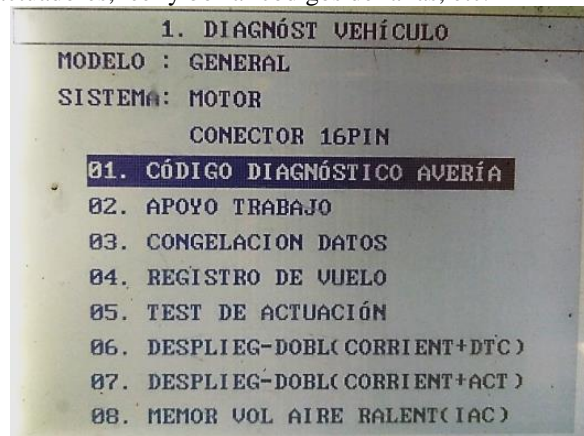 1. DIAGNÓST VEHÍCULO
MODELO : GENERAL
SISTEMA: MOTOR
CONECTOR 16PIN
01. CÓDIGO DIAGNÓSTICO AVERÍA
02. APOYO TRABAJO
03. CONGELACION DATOS
04. REGISTRO DE VUELO
05. TEST DE ACTUACIÓN
06. DESPLIEG-DOBL(CORRIENT+DTC)
07. DESPLIEG-DOBL(CORRIENT+ACT)
08. MEMOR VOL AIRE RALENT(IAC)